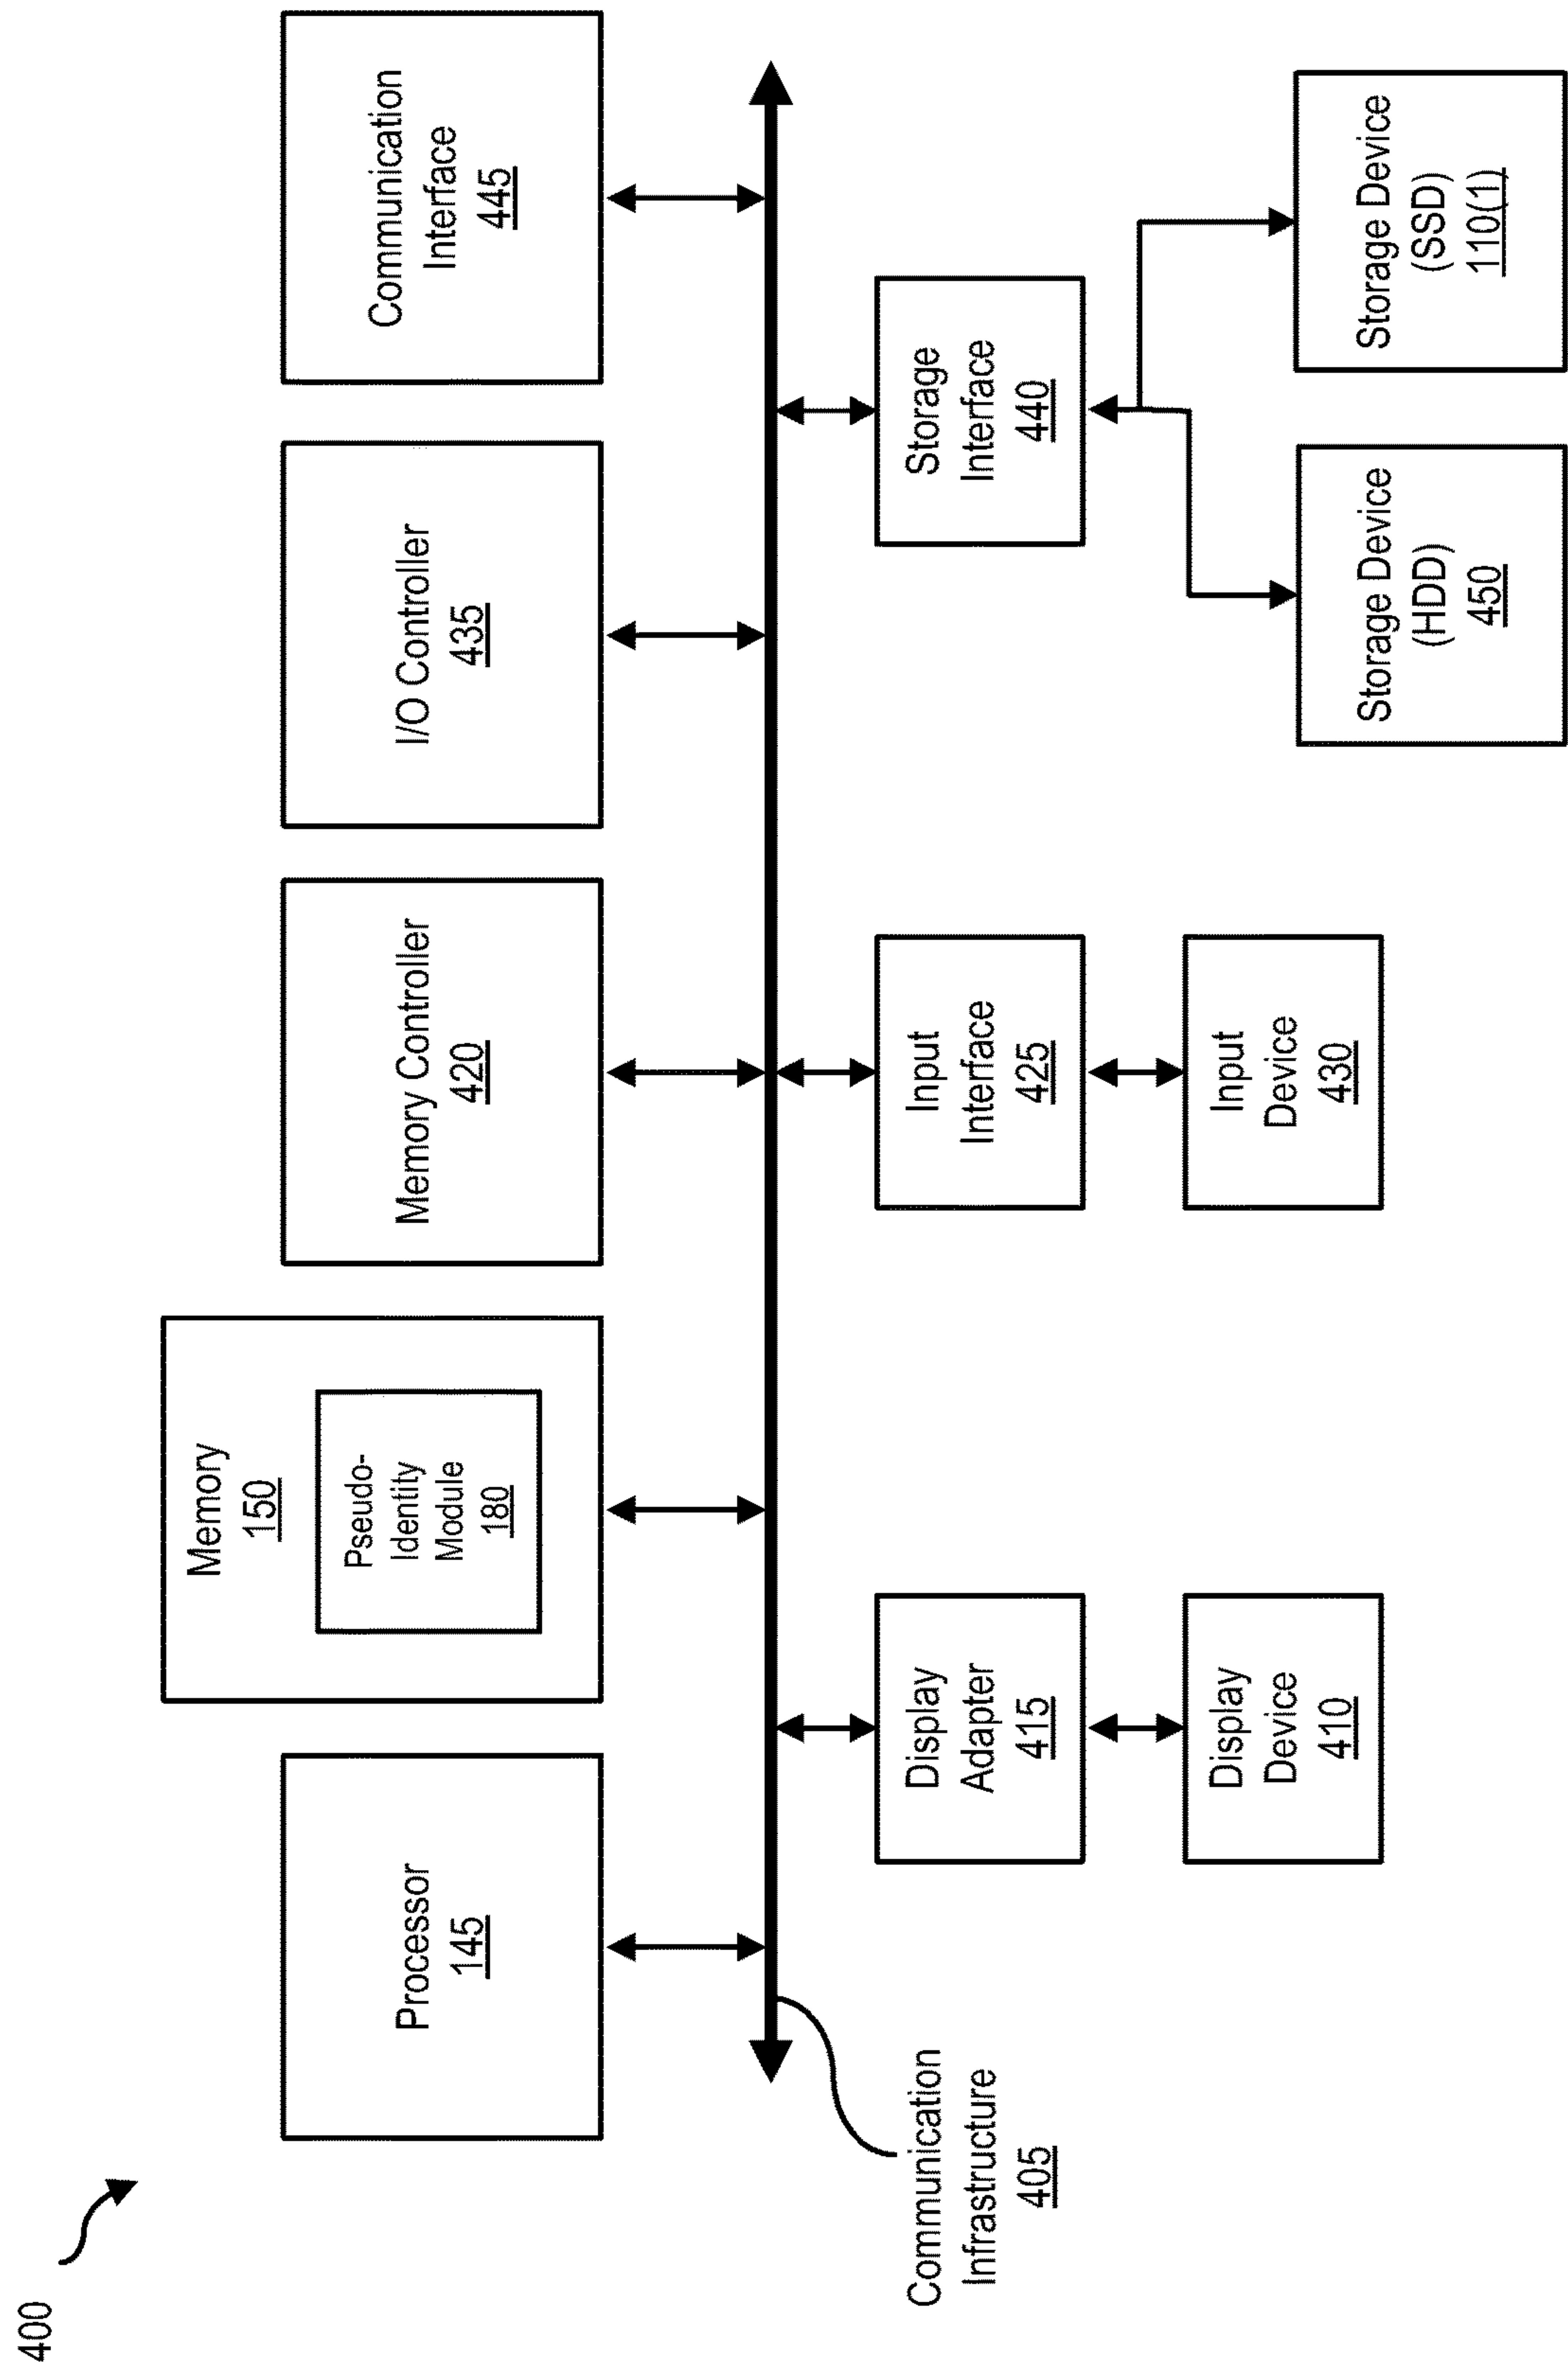 400
Processor
145
Memory
150
Pseudo-
Identity
Module
180
Memory Controller
420
I/O Controller
435
Communication
Interface
445
Communication
Infrastructure
405
Display
Adapter
415
Display
Device
410
Input
Interface
425
Input
Device
430
Storage
Interface
440
Storage Device
(HDD)
450
Storage Device
(SSD)
110(1)